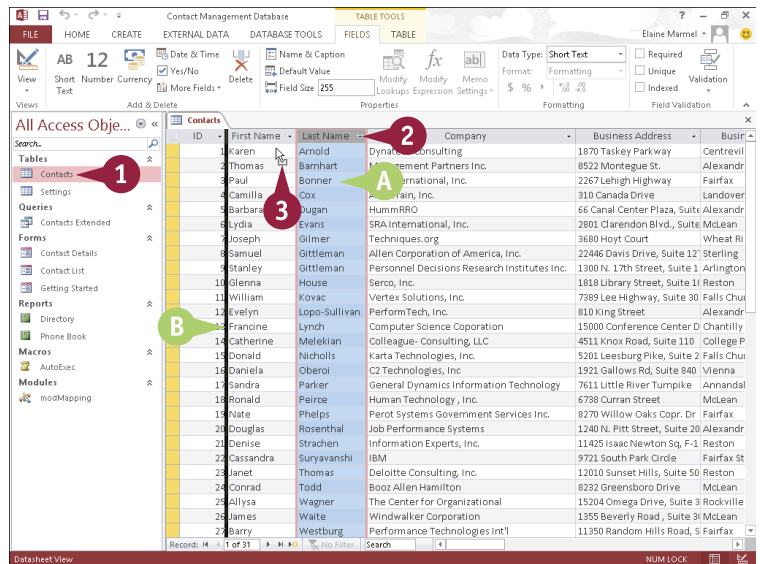 Contact Management Database TABLE TOOLS
FILE HOME CREATE EXTERNAL DATA DATABASE TOOLS FIELDS TABLE Elaine Marmel
View
Views
AB 12
Short Text Number Currency
Date & Time
Yes/No
More Fields
Delete
Add & Delete
Name & Caption
Default Value
Field Size 255
Modify Lookups
fx Modify Expression
ab Memo Settings
Properties
Data Type: Short Text
Format: Formatting
$ % ,
Formatting
Required
Unique
Indexed
Validation
Field Validation
All Access Obje...
Search...
Tables
Contacts
Settings
Queries
Contacts Extended
Forms
Contact Details
Contact List
Getting Started
Reports
Directory
Phone Book
Macros
AutoExec
Modules
modMapping
1
2
3
A
B
Contacts
ID First Name Last Name Company Business Address Busin
1 Karen Arnold Consulting 1870 Taskey Parkway Centrevil
2 Thomas Barnhart Partners Inc. 8522 Montegue St. Alexandr
3 Paul Bonner International, Inc. 2267 Lehigh Highway Fairfax
4 Camilla Cox Inc. 310 Canada Drive Landover
5 Barbara Dugan HummRRO 66 Canal Center Plaza, Suite Alexandr
6 Lydia Evans SRA International, Inc. 2801 Clarendon Blvd., Suite McLean
7 Joseph Gilmer Techniques.org 3680 Hoyt Court Wheat Ri
8 Samuel Gittleman Allen Corporation of America, Inc. 22446 Davis Drive, Suite 12 Sterling
9 Stanley Gittleman Personnel Decisions Research Institutes Inc. 1300 N. 17th Street, Suite 1 Arlington
10 Glenna House Serco, Inc. 1818 Library Street, Suite 1 Reston
11 William Kovac Vertex Solutions, Inc. 7389 Lee Highway, Suite 30 Falls Chur
12 Evelyn Lopo-Sullivan PerformTech, Inc. 810 King Street Alexandr
Francine Lynch Computer Science Coporation 15000 Conference Center D Chantilly
14 Catherine Melekian Colleague- Consulting, LLC 4511 Knox Road, Suite 110 College P
15 Donald Nicholls Karta Technologies, Inc. 5201 Leesburg Pike, Suite 2 Falls Chur
16 Daniela Oberoi C2 Technologies, Inc 1921 Gallows Rd, Suite 840 Vienna
17 Sandra Parker General Dynamics Information Technology 7611 Little River Turnpike Annandal
18 Ronald Peirce Human Technology , Inc. 6738 Curran Street McLean
19 Nate Phelps Perot Systems Government Services Inc. 8270 Willow Oaks Copr. Dr Fairfax
20 Douglas Rosenthal Job Performance Systems 1240 N. Pitt Street, Suite 20 Alexandr
21 Denise Strachen Information Experts, Inc. 11425 Isaac Newton Sq, F-1 Reston
22 Cassandra Suryavanshi IBM 9721 South Park Circle Fairfax St
23 Janet Thomas Deloitte Consulting, Inc. 12010 Sunset Hills, Suite 50 Reston
24 Conrad Todd Booz Allen Hamilton 8232 Greensboro Drive McLean
25 Allysa Wagner The Center for Organizational 15204 Omega Drive, Suite 3 Rockville
26 James Waite Windwalker Corporation 1355 Beverly Road , Suite 3 McLean
27 Barry Westburg Performance Technologies Int'l 11350 Random Hills Road, S Fairfax
Record: 1 of 31 No Filter Search
Datasheet View NUM LOCK